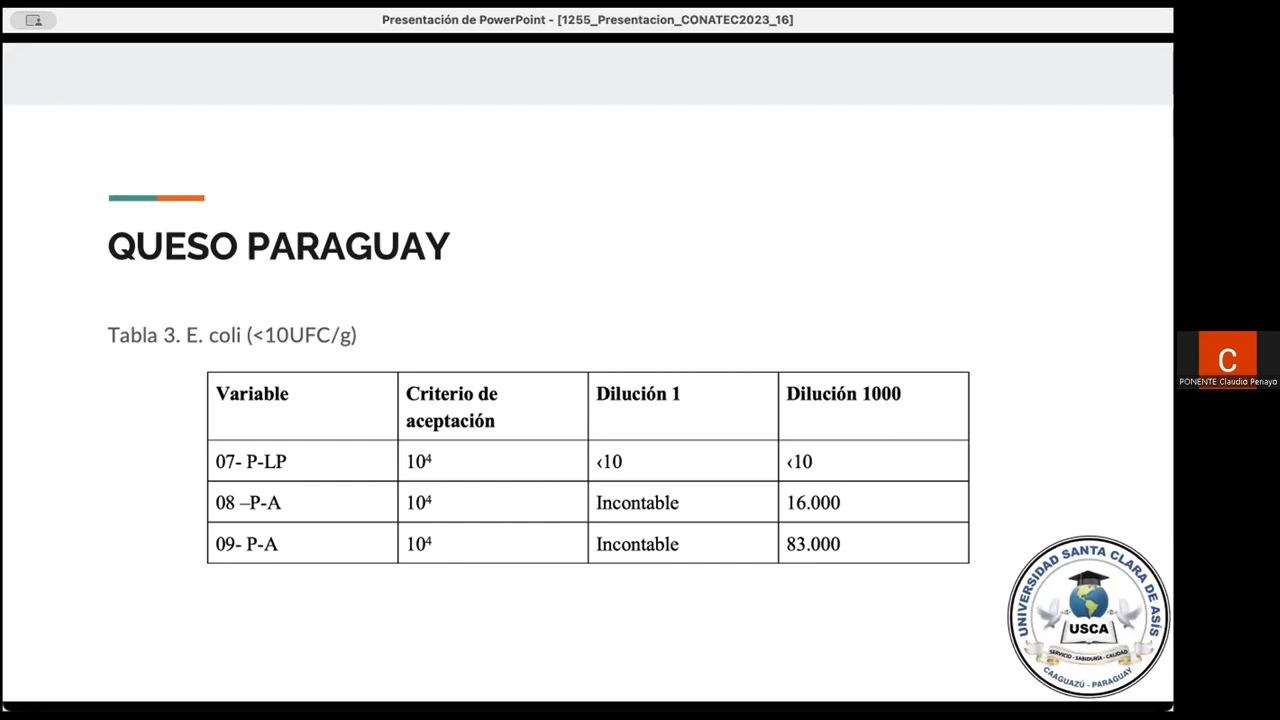 Presentación de PowerPoint - [1255_Presentacion_CONATEC2023_16]
QUESO PARAGUAY
Tabla 3. E. coli (<10UFC/g)
Variable
Criterio de
aceptación
Dilución 1
Dilución 1000
07- P-LP
10⁴
‹10
‹10
08 –P-A
10⁴
Incontable
16.000
09- P-A
10⁴
Incontable
83.000
C
PONENTE Claudio Penayo
UNIVERSIDAD SANTA CLARA DE ASÍS
USCA
SERVICIO - SABIDURÍA - CALIDAD
CAAGUAZÚ - PARAGUAY